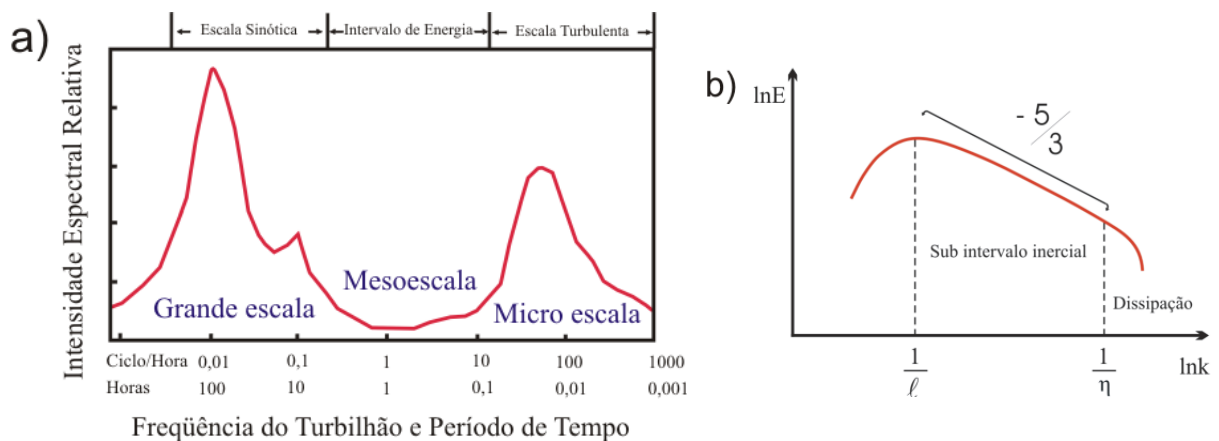 a)
Escala Sinótica Intervalo de Energia Escala Turbulenta
Intensidade Espectral Relativa
Mesoescala
Grande escala
Micro escala
Ciclo/Hora 0,01 0,1 1 10 100 1000
Horas 100 10 1 0,1 0,01 0,001
Freqüência do Turbilhão e Período de Tempo
b)
lnE
- 5/3
Sub intervalo inercial
Dissipação
1/ℓ
1/η
lnk